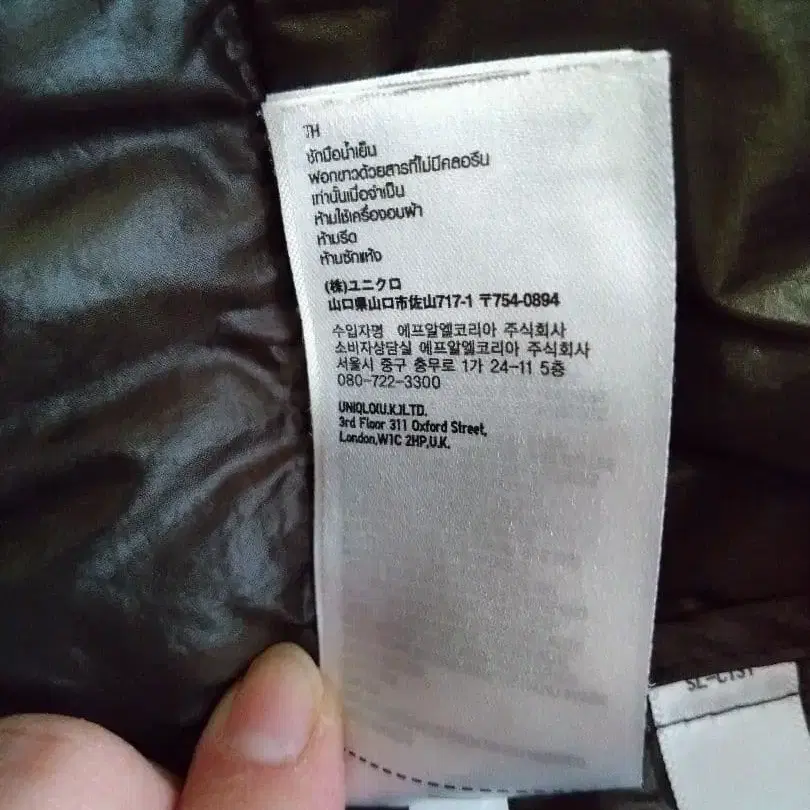 TH
ซักมือน้ำเย็น
ฟอกขาวด้วยสารที่ไม่มีคลอรีน
เท่านั้นเมื่อจำเป็น
ห้ามใช้เครื่องอบผ้า
ห้ามรีด
ห้ามซักแห้ง
(株)ユニクロ
山口県山口市佐山717-1 〒754-0894
수입자명 에프알엘코리아 주식회사
소비자상담실 에프알엘코리아 주식회사
서울시 중구 충무로 1가 24-11 5층
080-722-3300
UNIQLO(U.K.)LTD.
3rd Floor 311 Oxford Street,
London,W1C 2HP,U.K.